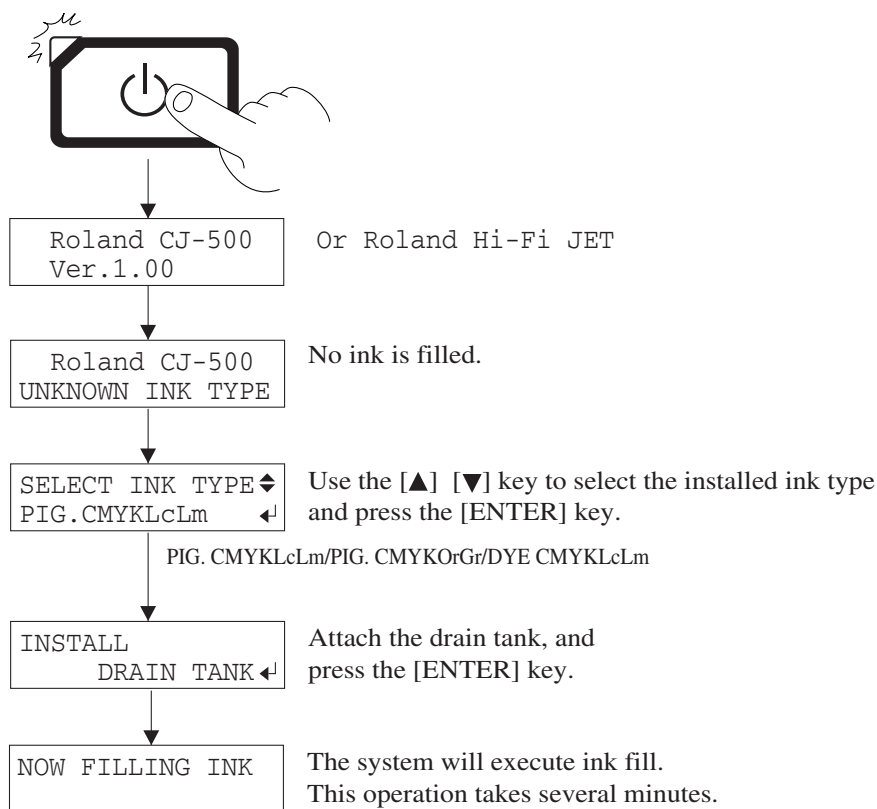 Roland CJ-500
Ver.1.00
Or Roland Hi-Fi JET
Roland CJ-500
UNKNOWN INK TYPE
No ink is filled.
SELECT INK TYPE
PIG.CMYKLcLm
Use the [▲] [▼] key to select the installed ink type
and press the [ENTER] key.
PIG. CMYKLcLm/PIG. CMYKOrGr/DYE CMYKLcLm
INSTALL
DRAIN TANK
Attach the drain tank, and
press the [ENTER] key.
NOW FILLING INK
The system will execute ink fill.
This operation takes several minutes.